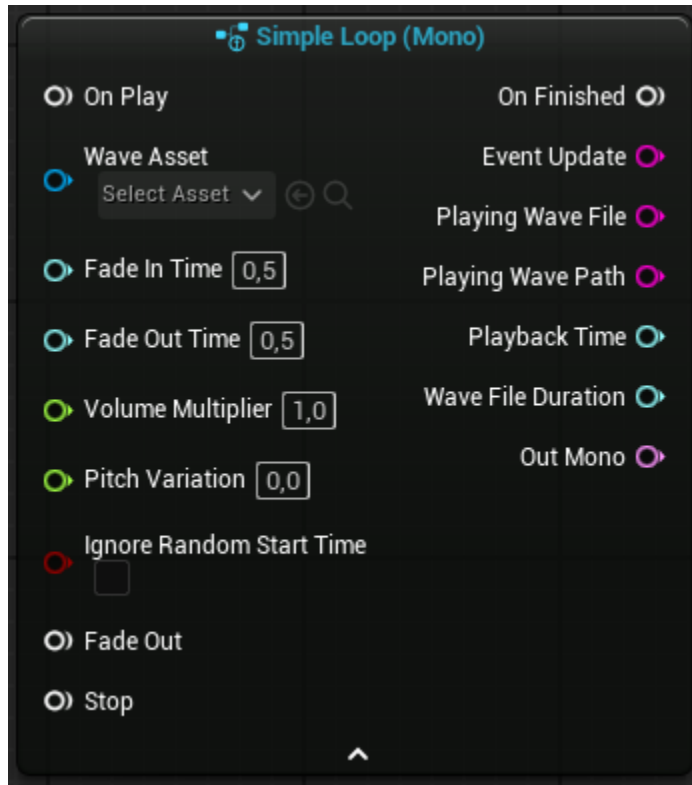 Simple Loop (Mono)
On Play
On Finished
Wave Asset
Select Asset
Event Update
Playing Wave File
Fade In Time 0,5
Playing Wave Path
Fade Out Time 0,5
Playback Time
Volume Multiplier 1,0
Wave File Duration
Pitch Variation 0,0
Out Mono
Ignore Random Start Time
Fade Out
Stop